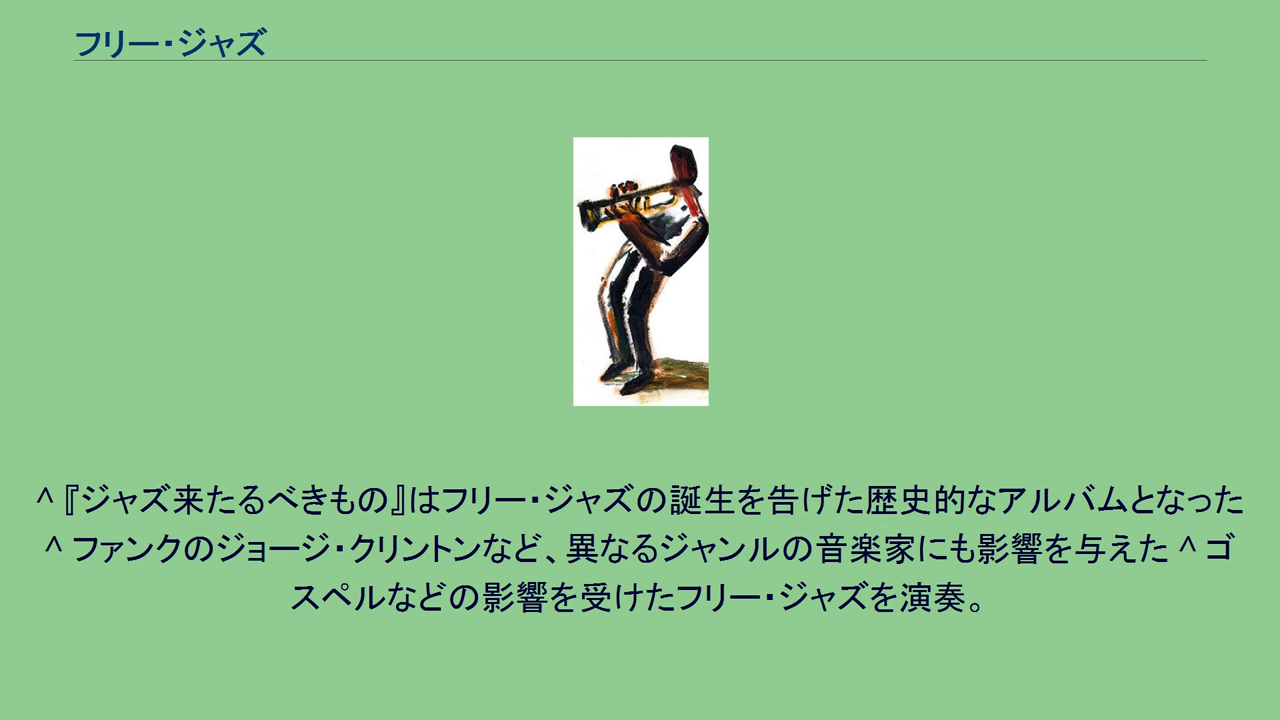 フリー・ジャズ
^『ジャズ来たるべきもの』はフリー・ジャズの誕生を告げた歴史的なアルバムとなった
^ ファンクのジョージ・クリントンなど、異なるジャンルの音楽家にも影響を与えた ^ ゴ
スペルなどの影響を受けたフリー・ジャズを演奏。